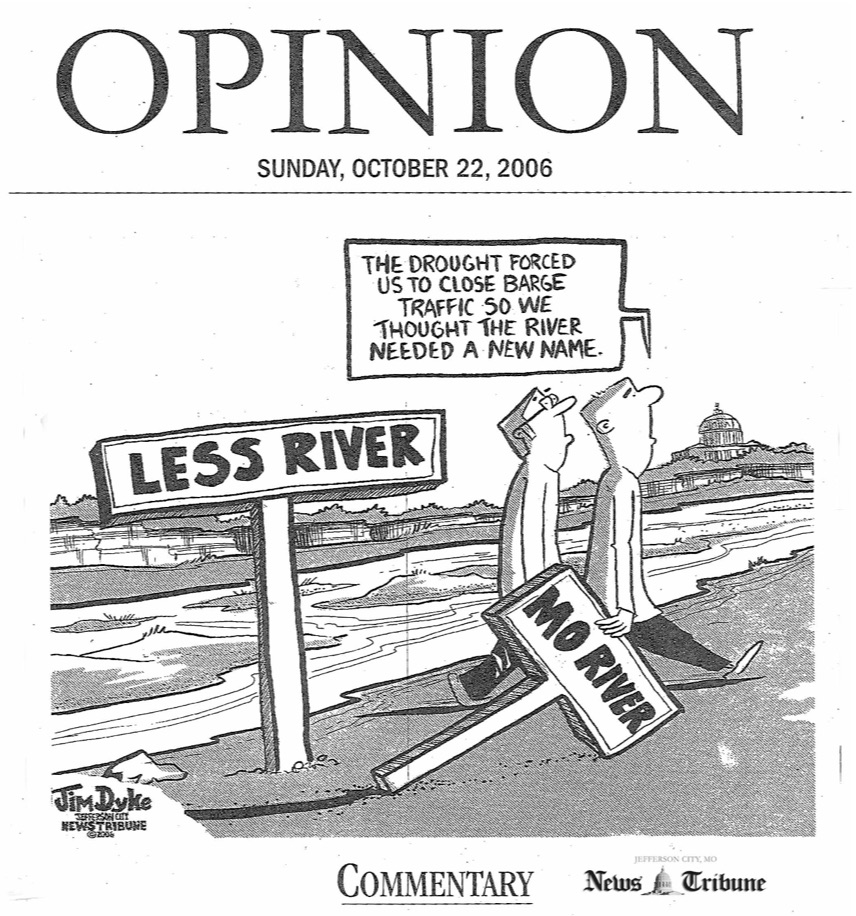 OPINION
SUNDAY, OCTOBER 22, 2006
THE DROUGHT FORCED
US TO CLOSE BARGE
TRAFFIC SO WE
THOUGHT THE RIVER
NEEDED A NEW NAME.
LESS RIVER
MO RIVER
JIM DYKE
JEFFERSON CITY
NEWS TRIBUNE
©2006
COMMENTARY
JEFFERSON CITY, MO
News Tribune